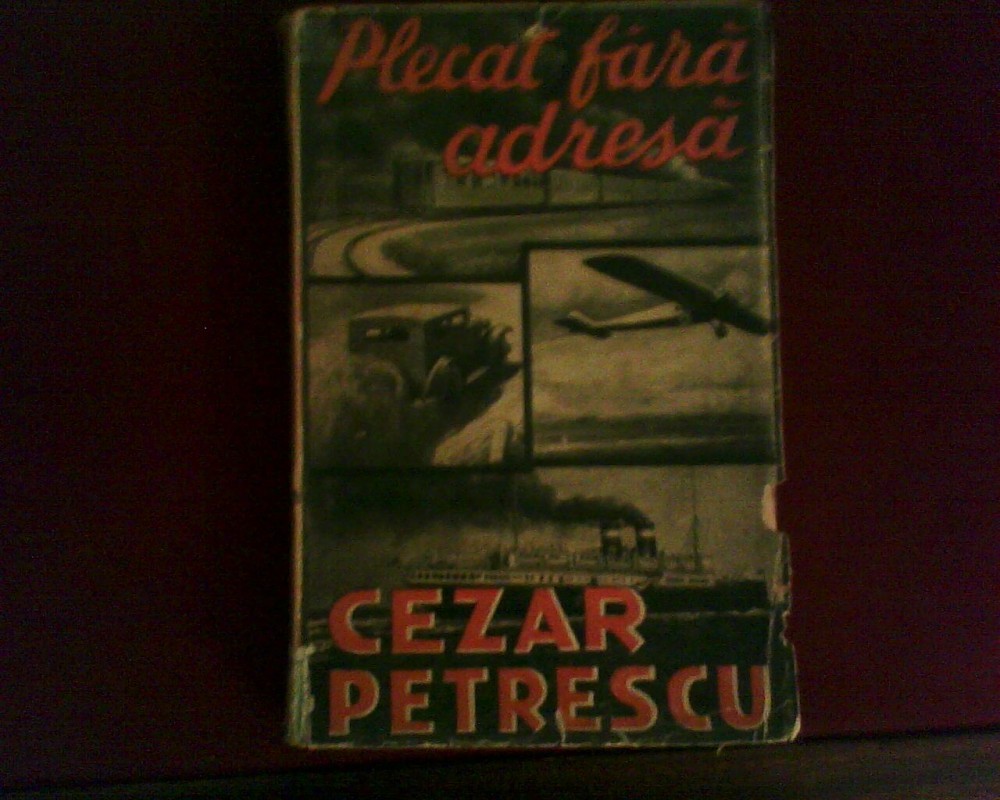 Plecat fără
adresă
CEZAR
PETRESCU